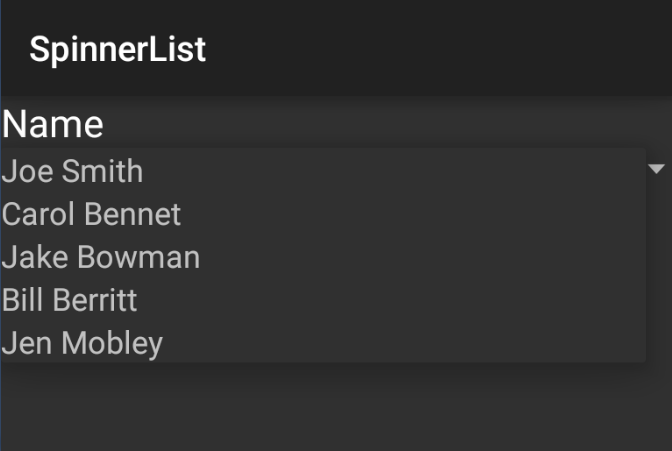 SpinnerList
Name
Joe Smith
Carol Bennet
Jake Bowman
Bill Berritt
Jen Mobley